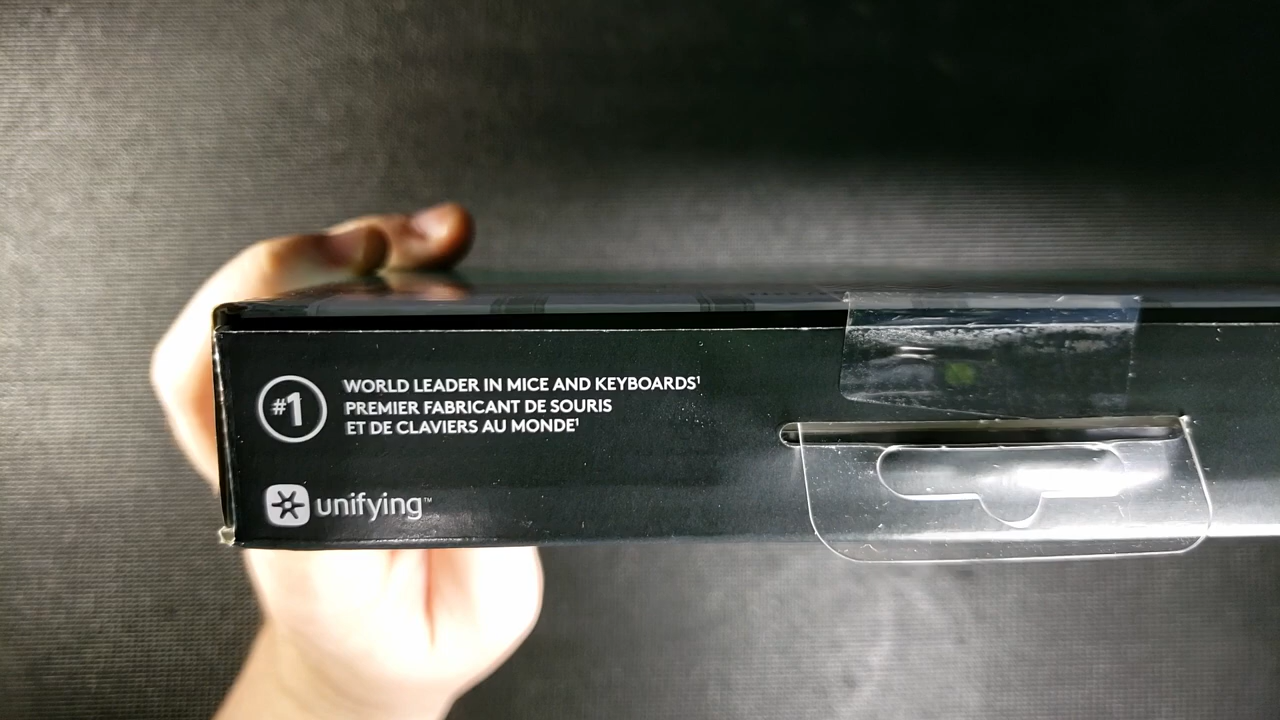 #1
WORLD LEADER IN MICE AND KEYBOARDS¹
PREMIER FABRICANT DE SOURIS
ET DE CLAVIERS AU MONDE¹
unifying™